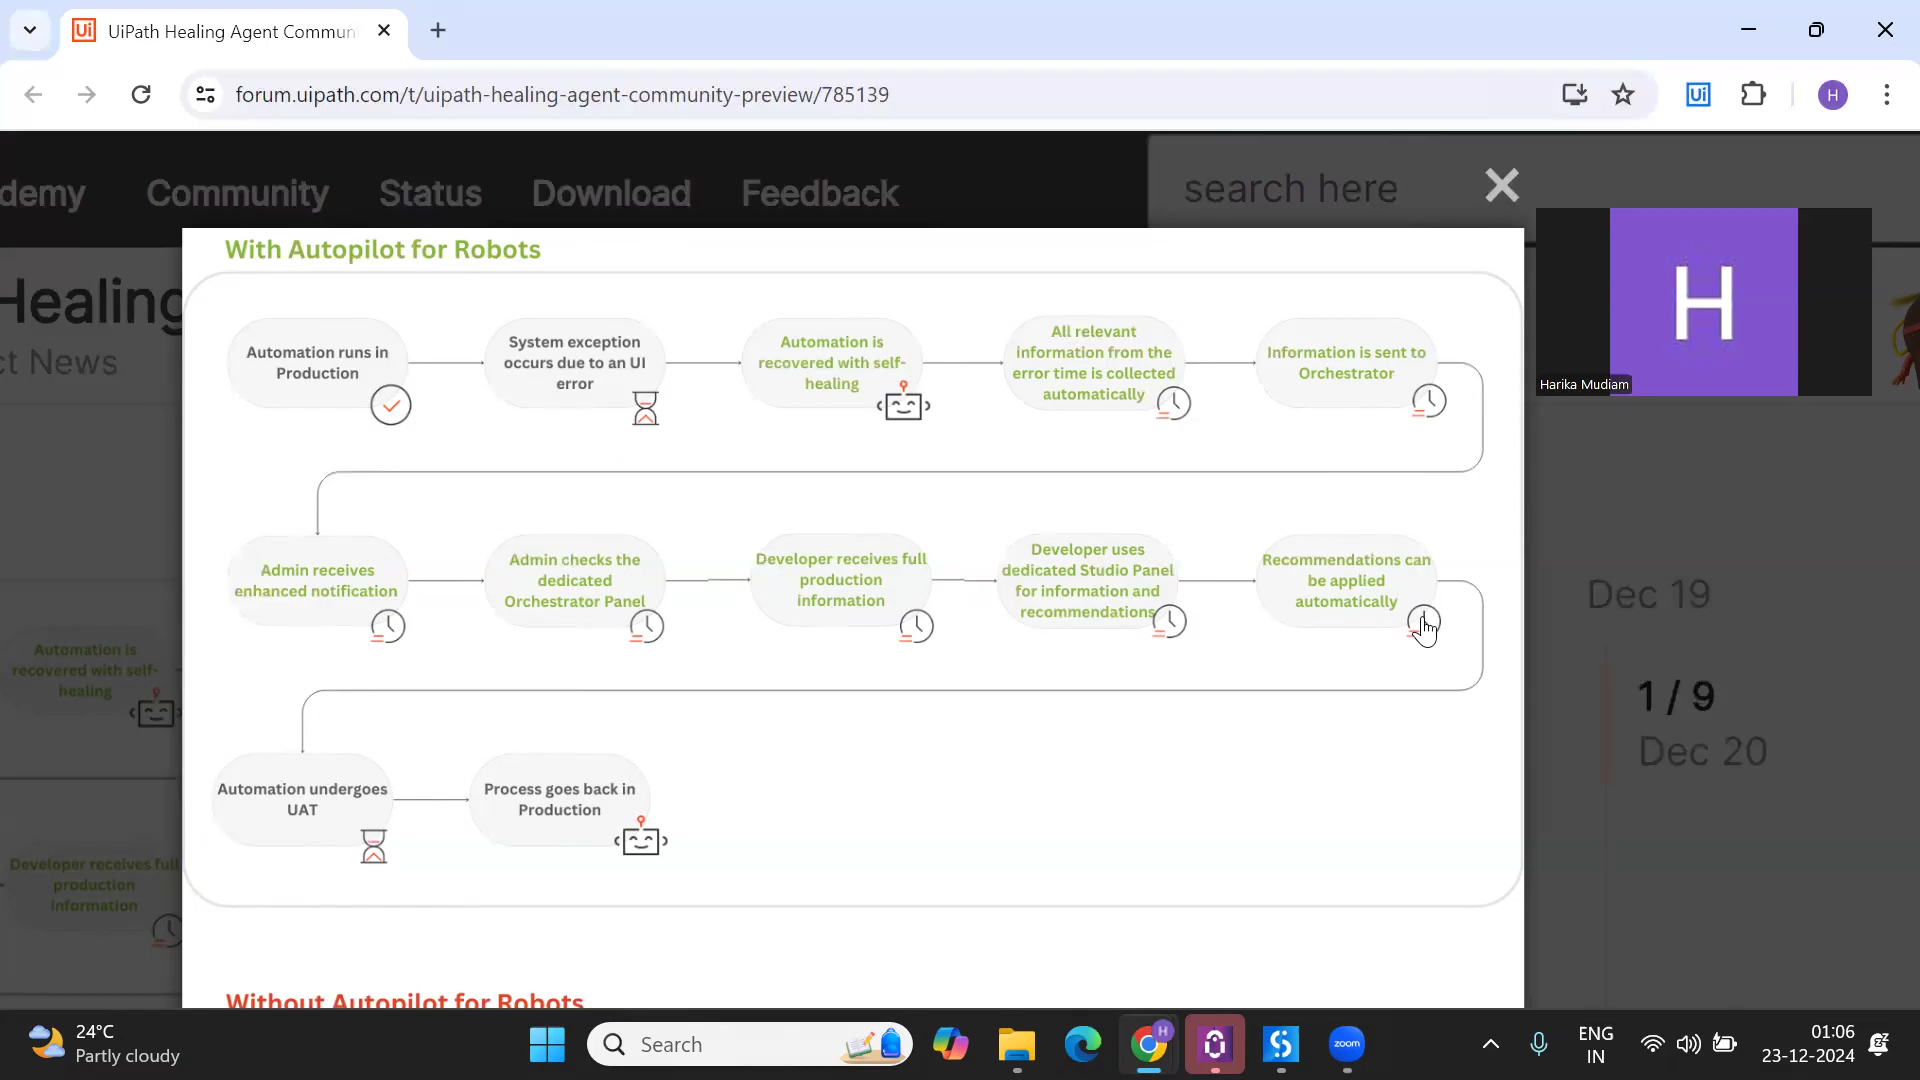 UiPath Healing Agent Commun
forum.uipath.com/t/uipath-healing-agent-community-preview/785139
H
demy
Community
Status
Download
Feedback
search here
Healing
ct News
With Autopilot for Robots
Automation runs in
Production
System exception
occurs due to an UI
error
Automation is
recovered with self-
healing
All relevant
information from the
error time is collected
automatically
Information is sent to
Orchestrator
Admin receives
enhanced notification
Admin checks the
dedicated
Orchestrator Panel
Developer receives full
production
information
Developer uses
dedicated Studio Panel
for information and
recommendations
Recommendations can
be applied
automatically
Automation undergoes
UAT
Process goes back in
Production
Without Autopilot for Robots
H
Harika Mudiam
Automation is
recovered with self-
healing
Developer receives full
production
information
Dec 19
1 / 9
Dec 20
24°C
Partly cloudy
Search
zoom
ENG
IN
01:06
23-12-2024